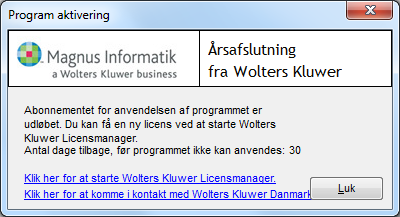 Program aktivering
Magnus Informatik
a Wolters Kluwer business
Årsafslutning
fra Wolters Kluwer
Abonnementet for anvendelsen af programmet er
udløbet. Du kan få en ny licens ved at starte Wolters
Kluwer Licensmanager.
Antal dage tilbage, før programmet ikke kan anvendes: 30
Klik her for at starte Wolters Kluwer Licensmanager.
Klik her for at komme i kontakt med Wolters Kluwer Danmark
Luk